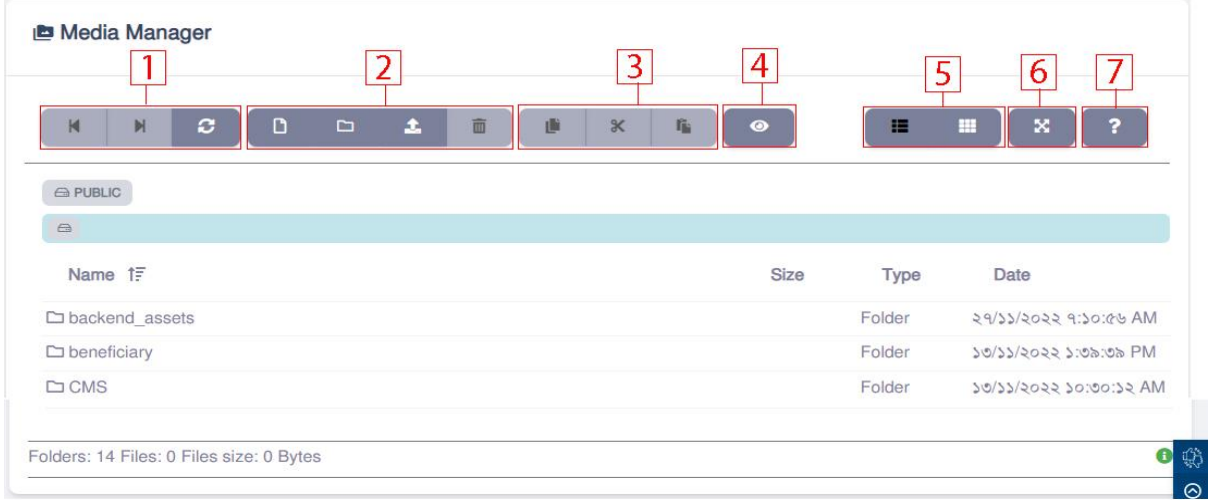 Media Manager
1 2 3 4 5 6 7
?
PUBLIC
Name Size Type Date
backend_assets Folder ২৭/১১/২০২২ ৭:১০:৫৬ AM
beneficiary Folder ১৩/১১/২০২২ ১:৩৯:৩৯ PM
CMS Folder ১৩/১১/২০২২ ১০:৩০:১২ AM
Folders: 14 Files: 0 Files size: 0 Bytes